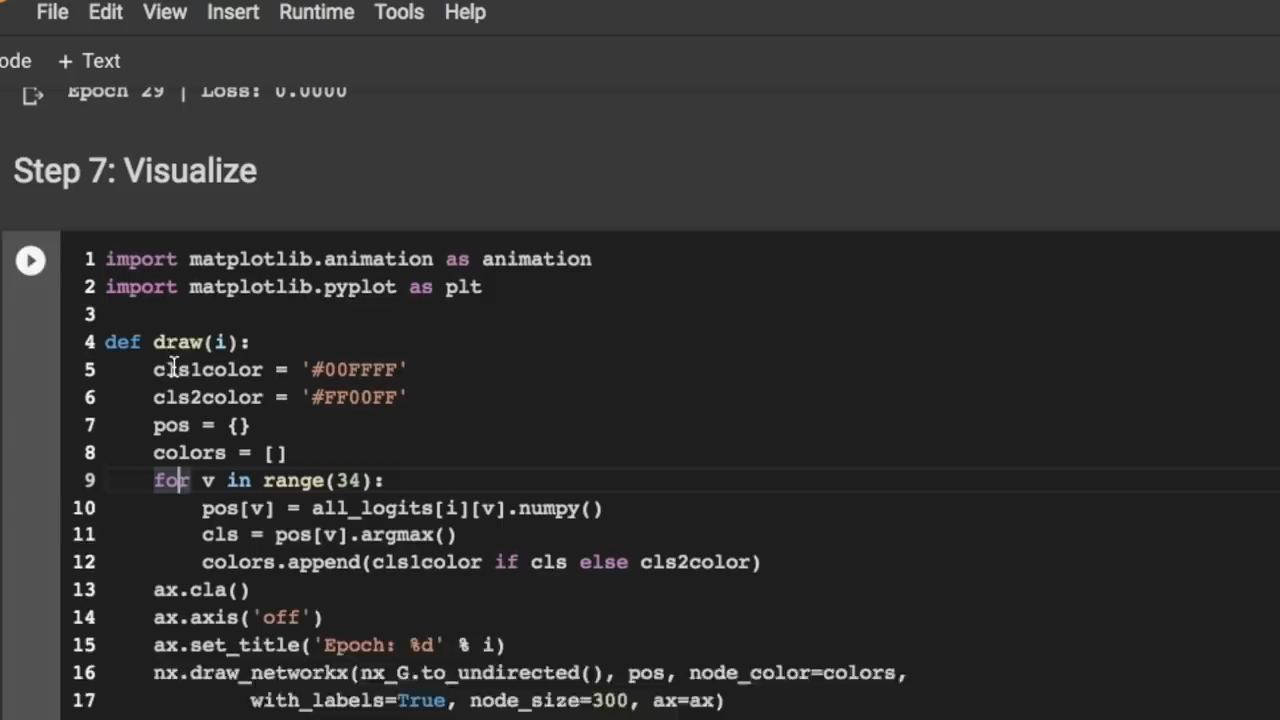 File Edit View Insert Runtime Tools Help
ode + Text
Epoch 29 | Loss: 0.0000
Step 7: Visualize
1 import matplotlib.animation as animation
2 import matplotlib.pyplot as plt
3
4 def draw(i):
5 cls1color = '#00FFFF'
6 cls2color = '#FF00FF'
7 pos = {}
8 colors = []
9 for v in range(34):
10 pos[v] = all_logits[i][v].numpy()
11 cls = pos[v].argmax()
12 colors.append(cls1color if cls else cls2color)
13 ax.cla()
14 ax.axis('off')
15 ax.set_title('Epoch: %d' % i)
16 nx.draw_networkx(nx_G.to_undirected(), pos, node_color=colors,
17 with_labels=True, node_size=300, ax=ax)